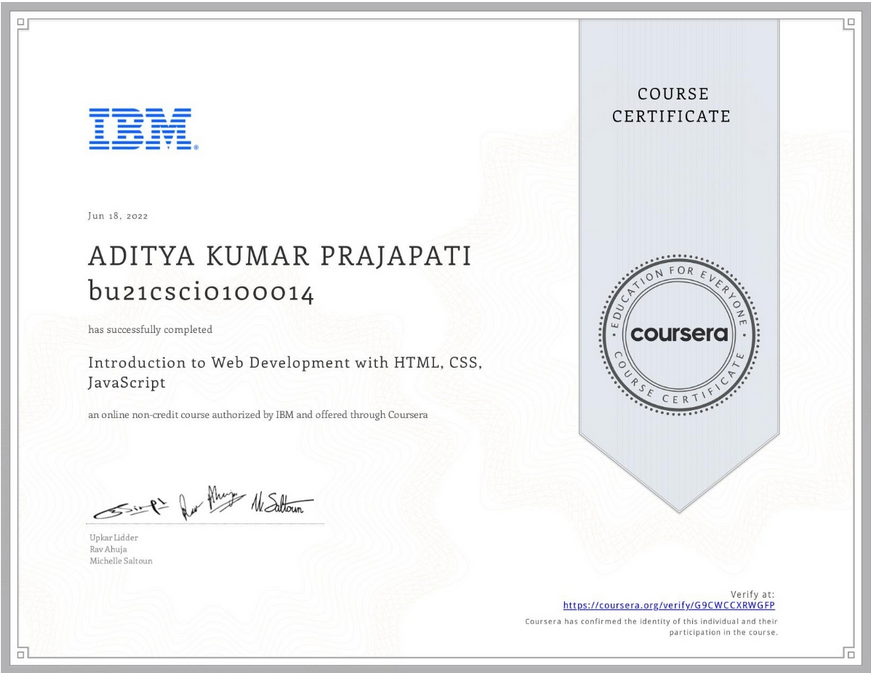 COURSE
CERTIFICATE
IBM®
Jun 18, 2022
ADITYA KUMAR PRAJAPATI
bu21csci0100014
has successfully completed
Introduction to Web Development with HTML, CSS,
JavaScript
an online non-credit course authorized by IBM and offered through Coursera
EDUCATION FOR EVERYONE
coursera
COURSE CERTIFICATE
M Saltoun
Upkar Lidder
Rav Ahuja
Michelle Saltoun
Verify at:
https://coursera.org/verify/G9CWCCXRWGFP
Coursera has confirmed the identity of this individual and their
participation in the course.